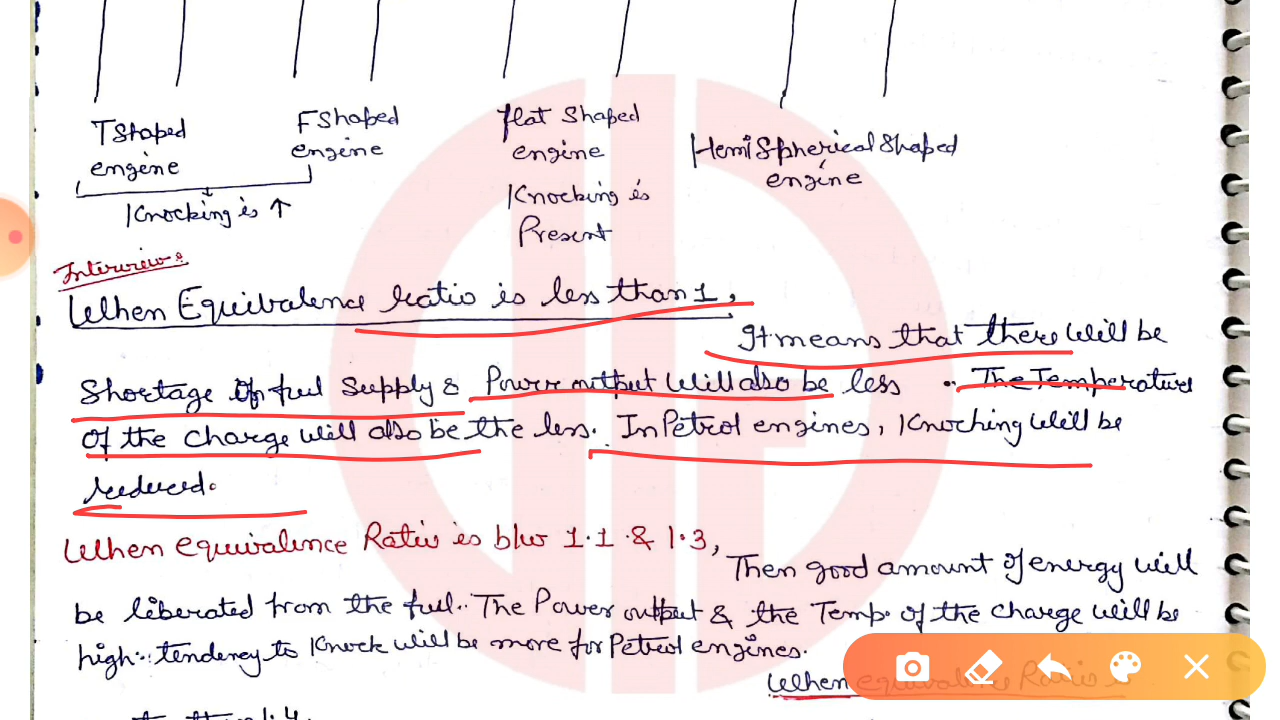 T Shaped engine
F Shaped engine
flat Shaped engine
HemiSpherical Shaped engine
Knocking is ↑
Knocking is Present
Interview:
When Equivalence ratio is less than 1,
It means that there will be
Shortage of fuel Supply & Power output will also be less ∴ The Temperature
of the charge will also be the less. In Petrol engines, Knocking will be
reduced.
When equivalence Ratio is b/w 1.1 & 1.3,
Then good amount of energy will
be liberated from the fuel. The Power output & the Temp. of the charge will be
high ∴ tendency to Knock will be more for Petrol engines.
When equivalence Ratio is
1.4